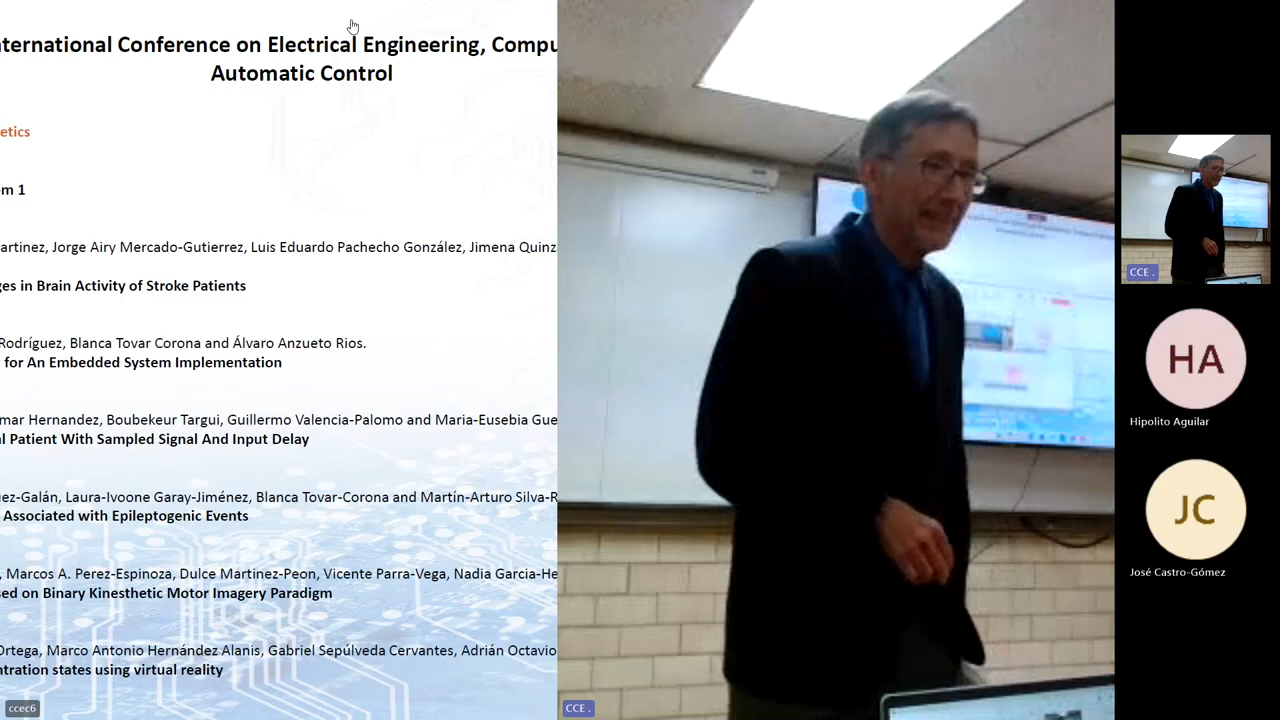 ternational Conference on Electrical Engineering, Compu
Automatic Control
etics
m 1
artinez, Jorge Airy Mercado-Gutierrez, Luis Eduardo Pachecho González, Jimena Quinz
es in Brain Activity of Stroke Patients
Rodríguez, Blanca Tovar Corona and Álvaro Anzueto Rios.
for An Embedded System Implementation
mar Hernandez, Boubekeur Targui, Guillermo Valencia-Palomo and Maria-Eusebia Gue
l Patient With Sampled Signal And Input Delay
ez-Galán, Laura-Ivoone Garay-Jiménez, Blanca Tovar-Corona and Martín-Arturo Silva-R
Associated with Epileptogenic Events
, Marcos A. Perez-Espinoza, Dulce Martinez-Peon, Vicente Parra-Vega, Nadia Garcia-He
sed on Binary Kinesthetic Motor Imagery Paradigm
Ortega, Marco Antonio Hernández Alanis, Gabriel Sepúlveda Cervantes, Adrián Octavio
ntration states using virtual reality
ccec6
CCE .
CCE .
HA
Hipolito Aguilar
JC
José Castro-Gómez